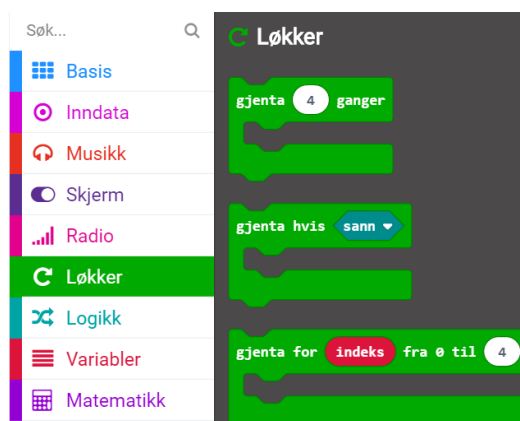 Søk...
Basis
Inndata
Musikk
Skjerm
Radio
Løkker
Logikk
Variabler
Matematikk
Løkker
gjenta 4 ganger
gjenta hvis sann
gjenta for indeks fra 0 til 4